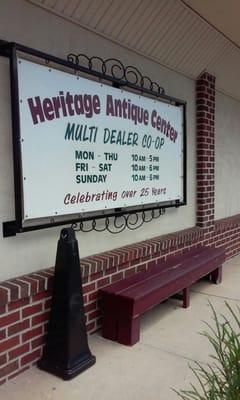 Heritage Antique Center
MULTI DEALER CO-OP
MON - THU 10 AM - 5 PM
FRI - SAT 10 AM - 6 PM
SUNDAY 10 AM - 6 PM
Celebrating over 25 YEARS